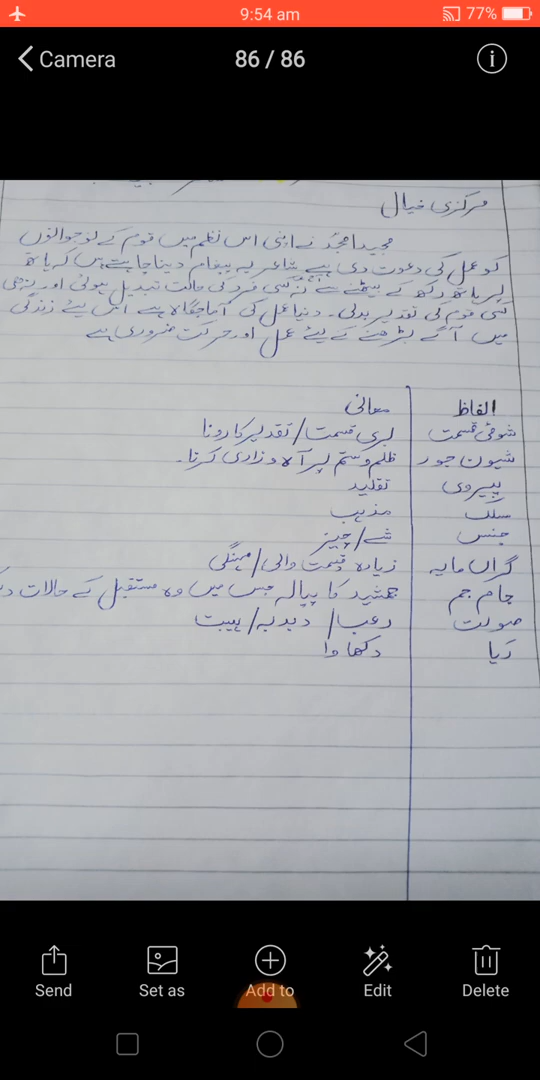 9:54 am
77%
Camera
86 / 86
مرکزی خیال
مجید امجد نے اپنی اس نظم میں قوم کے نوجوانوں
کو عمل کی دعوت دی ہے شاعر یہ پیغام دینا چاہتے ہیں کہ ہاتھ
پر ہاتھ رکھ کے بیٹھنے سے نہ کسی فرد کی حالت تبدیل ہوئی اور نہ ہی
کسی قوم کی تقدیر بدلی۔ دنیا عمل کی آماجگاہ ہے اس لیئے زندگی
میں آگے بڑھنے کے لیئے عمل اور حرکت ضروری ہے
الفاظ معانی
شوفیٔ قسمت بری قسمت/تقدیر کا رونا
شیون جور ظلم و ستم پر آہ و زاری کرنا۔
پیروی تقلید
مسلک مذہب
جنس شے/چیز
گراں مایہ زیادہ قیمت والی/مہنگی
جام جم جمشید کا پیالہ جس میں وہ مستقبل کے حالات
صولت رعب/ دبدبہ/ہیبت
رِیا دکھاوا
Send
Set as
Add to
Edit
Delete